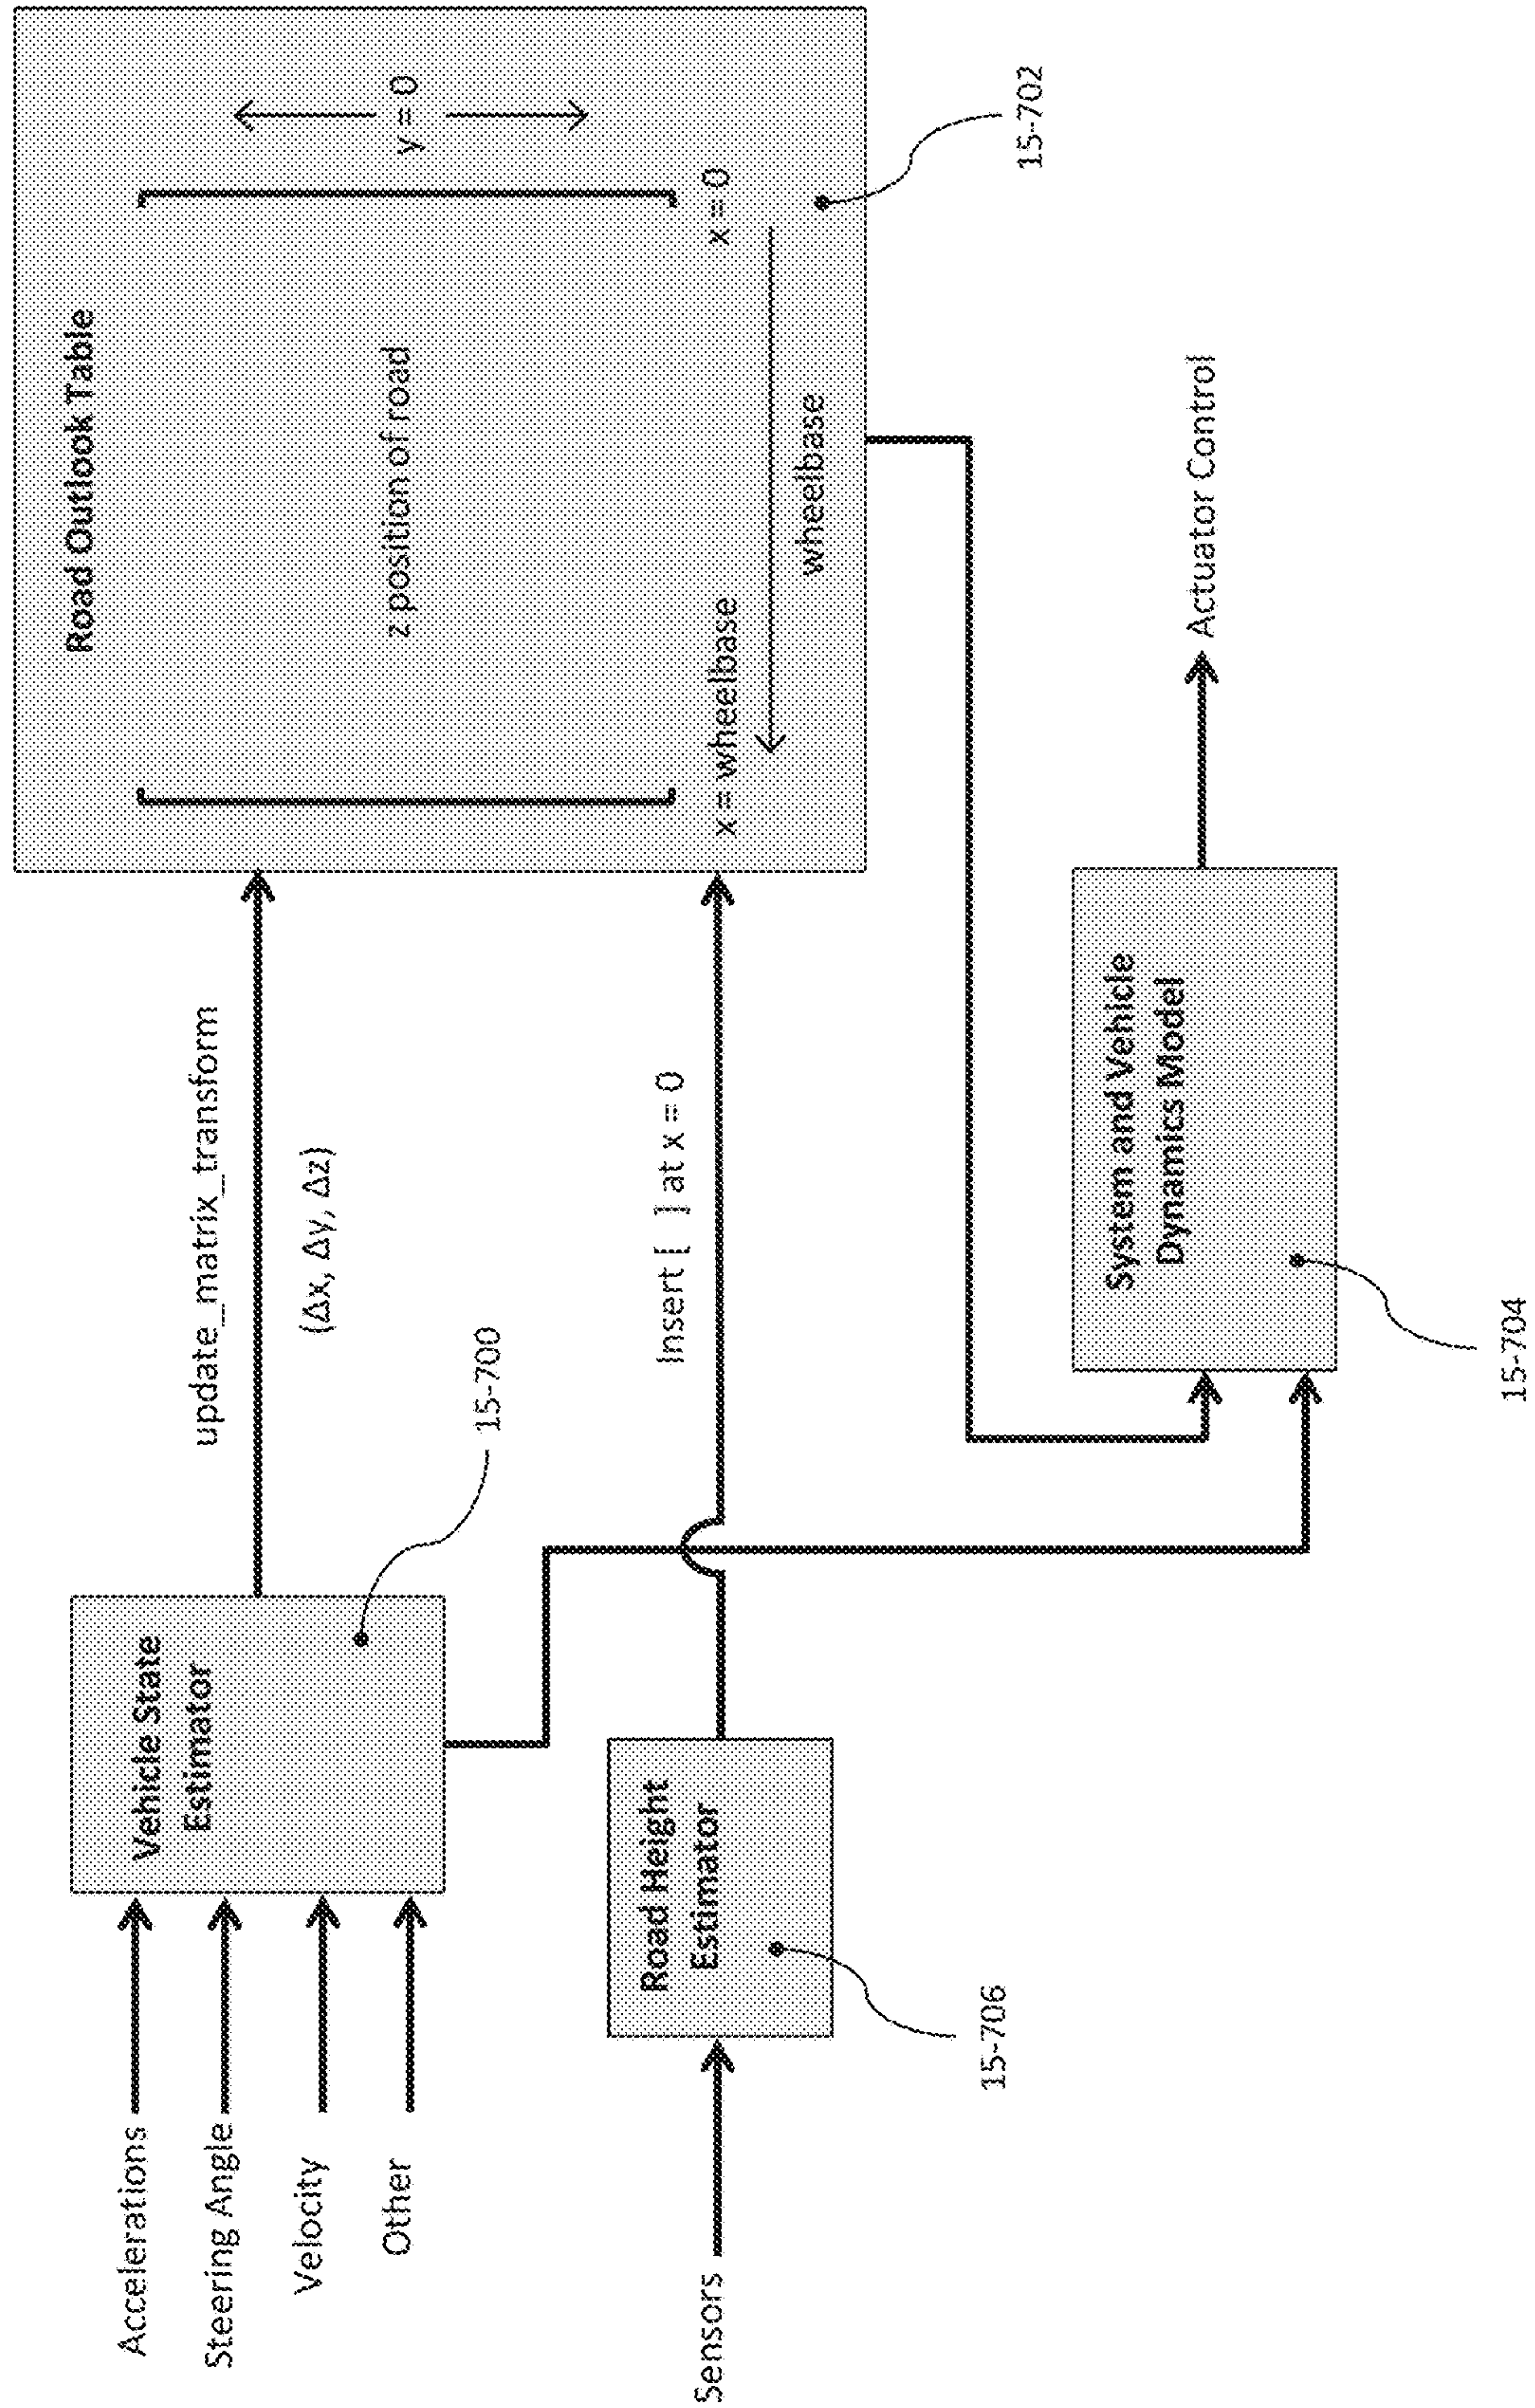 Accelerations
Steering Angle
Velocity
Other
Vehicle State
Estimator
15-700
update_matrix_transform
(Δx, Δy, Δz)
Road Outlook Table
z position of road
y = 0
x = wheelbase
x = 0
wheelbase
15-702
Sensors
Road Height
Estimator
15-706
Insert [ ] at x = 0
System and Vehicle
Dynamics Model
15-704
Actuator Control